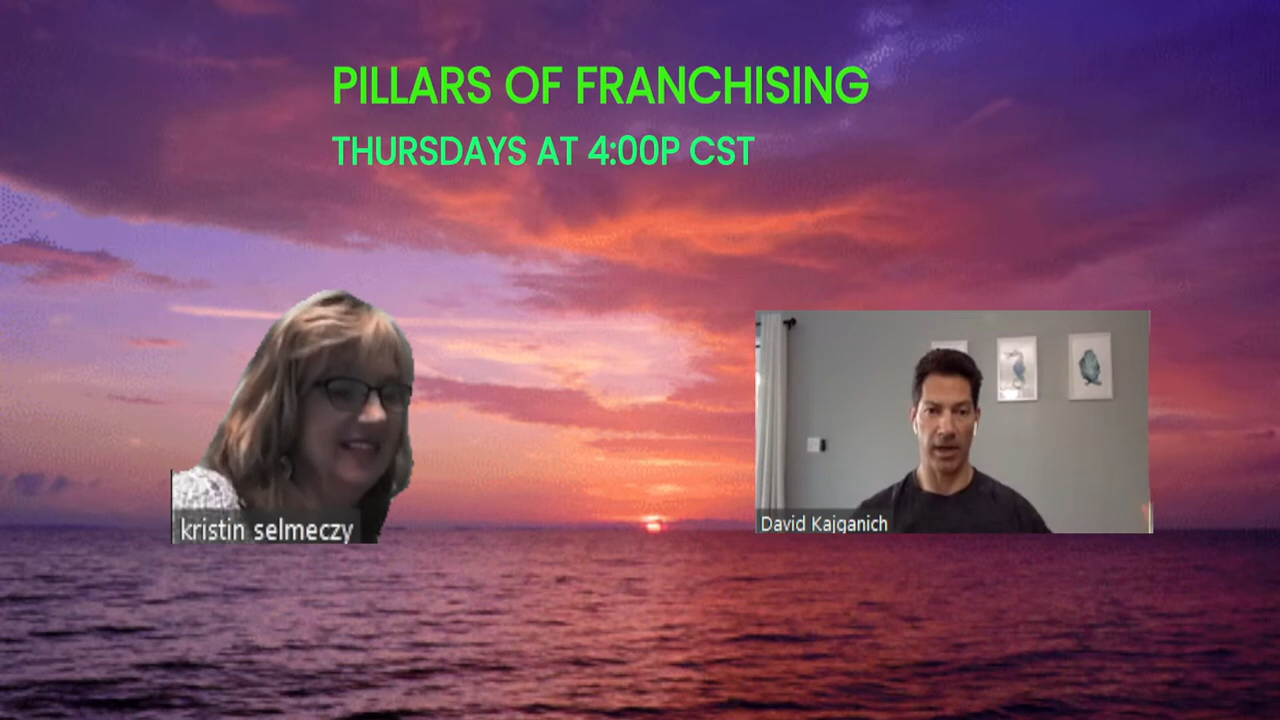 PILLARS OF FRANCHISING
THURSDAYS AT 4:00P CST
kristin selmeczy
David Kajganich